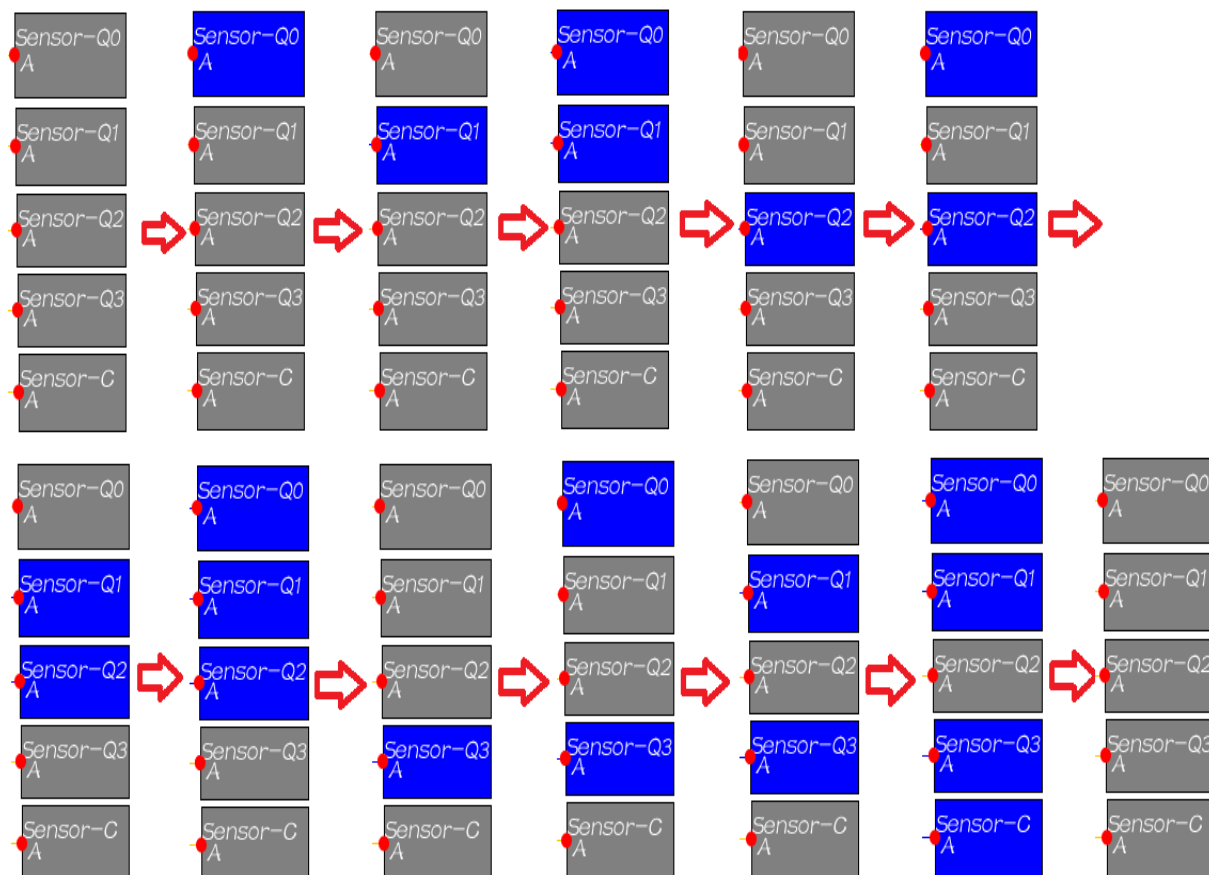 Sensor-Q0 Sensor-Q0 Sensor-Q0 Sensor-Q0 Sensor-Q0 Sensor-Q0
A A A A A A
Sensor-Q1 Sensor-Q1 Sensor-Q1 Sensor-Q1 Sensor-Q1 Sensor-Q1
A A A A A A
Sensor-Q2 Sensor-Q2 Sensor-Q2 Sensor-Q2 Sensor-Q2 Sensor-Q2
A A A A A A
Sensor-Q3 Sensor-Q3 Sensor-Q3 Sensor-Q3 Sensor-Q3 Sensor-Q3
A A A A A A
Sensor-C Sensor-C Sensor-C Sensor-C Sensor-C Sensor-C
A A A A A A
Sensor-Q0 Sensor-Q0 Sensor-Q0 Sensor-Q0 Sensor-Q0 Sensor-Q0 Sensor-Q0
A A A A A A A
Sensor-Q1 Sensor-Q1 Sensor-Q1 Sensor-Q1 Sensor-Q1 Sensor-Q1 Sensor-Q1
A A A A A A A
Sensor-Q2 Sensor-Q2 Sensor-Q2 Sensor-Q2 Sensor-Q2 Sensor-Q2 Sensor-Q2
A A A A A A A
Sensor-Q3 Sensor-Q3 Sensor-Q3 Sensor-Q3 Sensor-Q3 Sensor-Q3 Sensor-Q3
A A A A A A A
Sensor-C Sensor-C Sensor-C Sensor-C Sensor-C Sensor-C Sensor-C
A A A A A A A